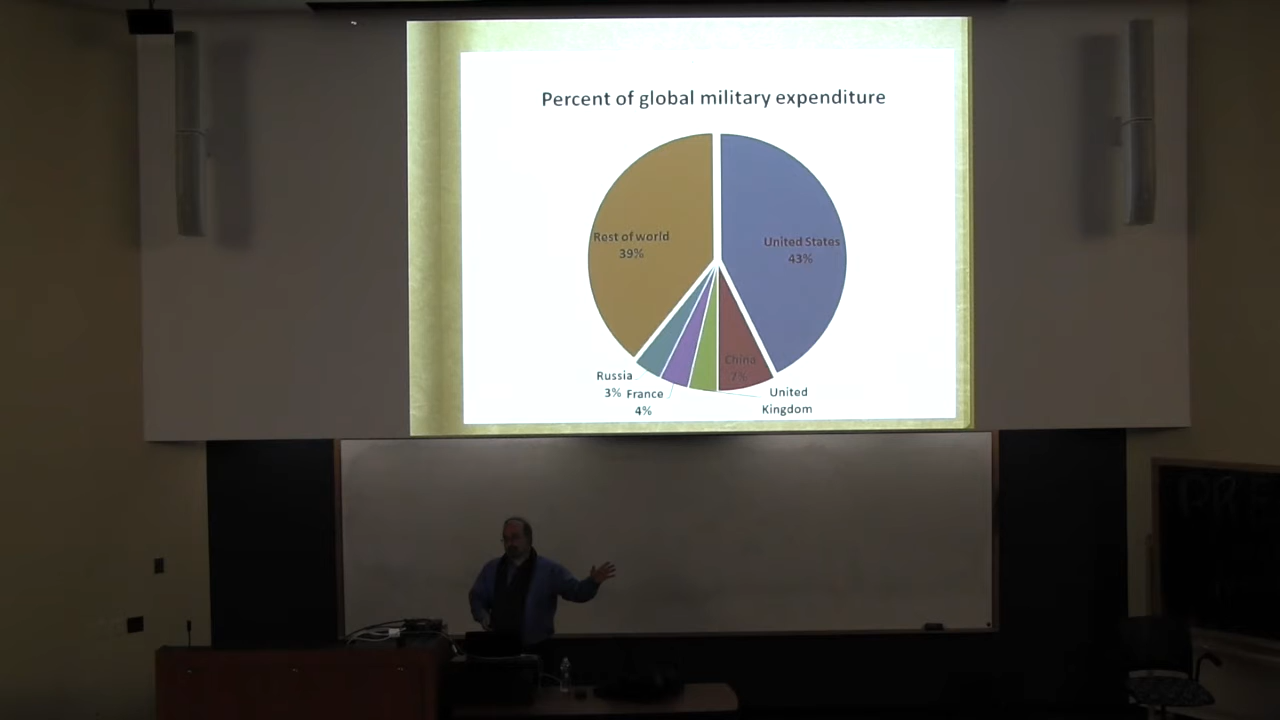 Percent of global military expenditure
Rest of world
39%
United States
43%
China
7%
Russia
3%
France
4%
United
Kingdom